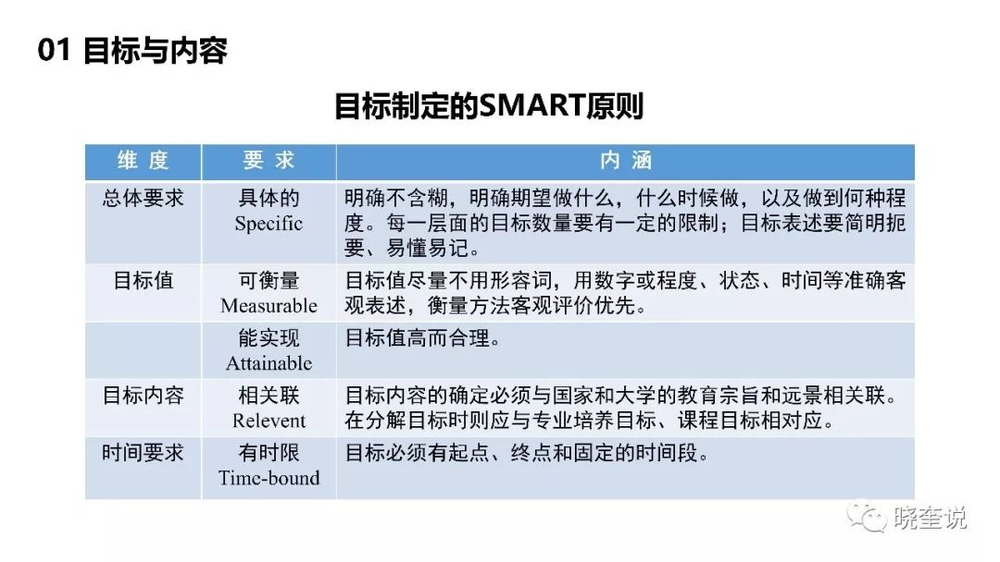 01 目标与内容
目标制定的SMART原则
维 度 要 求 内 涵
总体要求 具体的 明确不含糊，明确期望做什么，什么时候做，以及做到何种程
Specific 度。每一层面的目标数量要有一定的限制；目标表述要简明扼
要、易懂易记。
目标值 可衡量 目标值尽量不用形容词，用数字或程度、状态、时间等准确客
Measurable 观表述，衡量方法客观评价优先。
能实现 目标值高而合理。
Attainable
目标内容 相关联 目标内容的确定必须与国家和大学的教育宗旨和远景相关联。
Relevent 在分解目标时则应与专业培养目标、课程目标相对应。
时间要求 有时限 目标必须有起点、终点和固定的时间段。
Time-bound
晓奎说